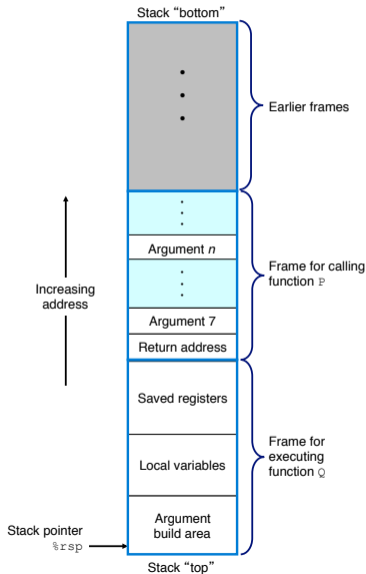 Stack “bottom”
Earlier frames
Argument n
Frame for calling
function P
Increasing
address
Argument 7
Return address
Saved registers
Frame for
executing
function Q
Local variables
Argument
build area
Stack pointer
%rsp
Stack “top”